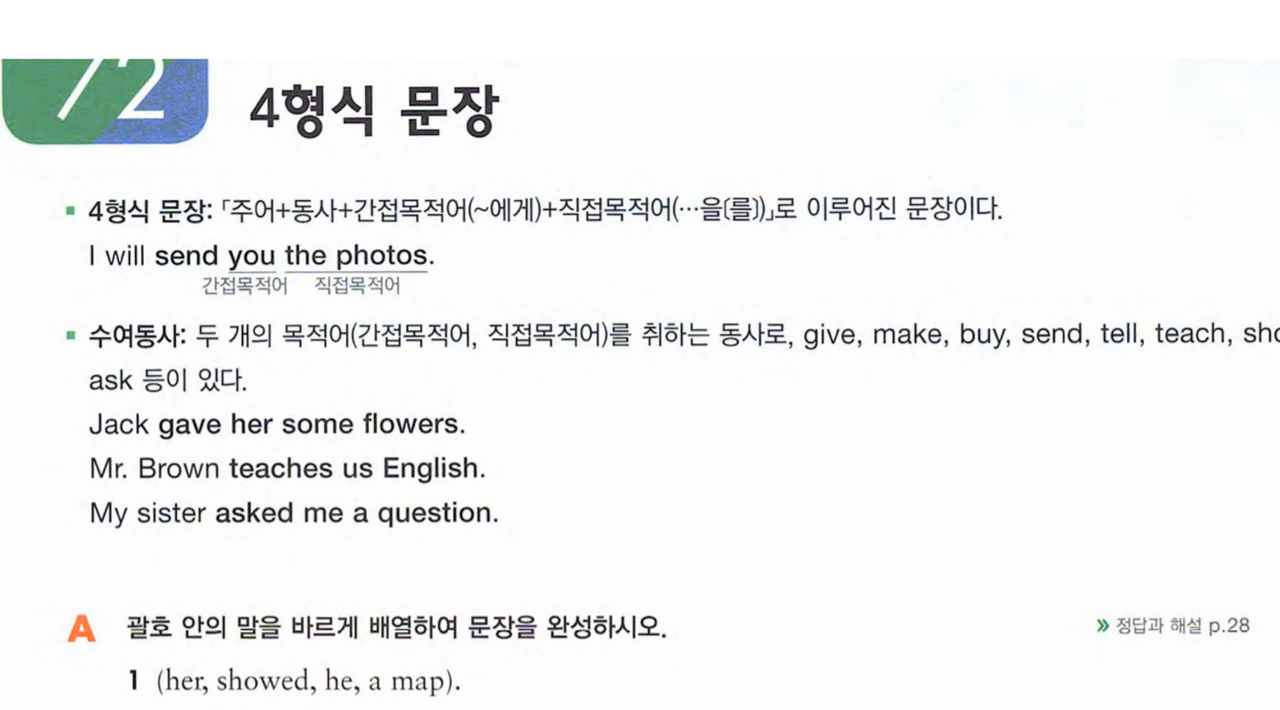 72
4형식 문장
▪ 4형식 문장: 「주어+동사+간접목적어(~에게)+직접목적어(…을[를])」로 이루어진 문장이다.
I will send you the photos.
간접목적어 직접목적어
▪ 수여동사: 두 개의 목적어(간접목적어, 직접목적어)를 취하는 동사로, give, make, buy, send, tell, teach,
ask 등이 있다.
Jack gave her some flowers.
Mr. Brown teaches us English.
My sister asked me a question.
A 괄호 안의 말을 바르게 배열하여 문장을 완성하시오. » 정답과 해설 p.28
1 (her, showed, he, a map).